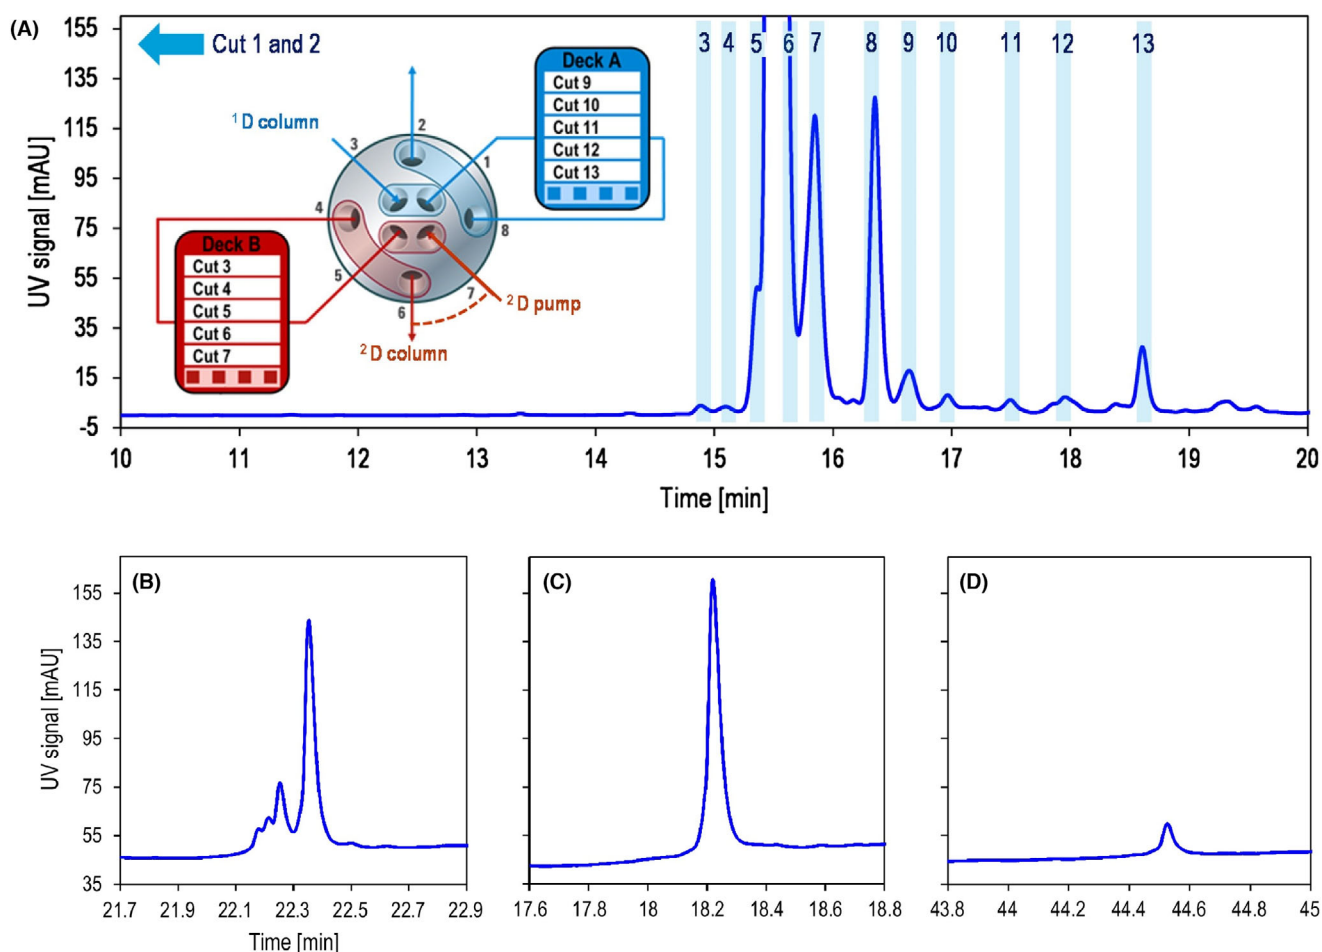 (A)
Cut 1 and 2
3 4 5 6 7 8 9 10 11 12 13
155
135
115
95
75
55
35
15
-5
UV signal [mAU]
10 11 12 13 14 15 16 17 18 19 20
Time [min]
Deck A
Cut 9
Cut 10
Cut 11
Cut 12
Cut 13
1D column
2
3
1
4
8
5
7
6
Deck B
Cut 3
Cut 4
Cut 5
Cut 6
Cut 7
2D pump
2D column
(B)
155
135
115
95
75
55
35
UV signal [mAU]
21.7 21.9 22.1 22.3 22.5 22.7 22.9
Time [min]
(C)
17.6 17.8 18 18.2 18.4 18.6 18.8
(D)
43.8 44 44.2 44.4 44.6 44.8 45